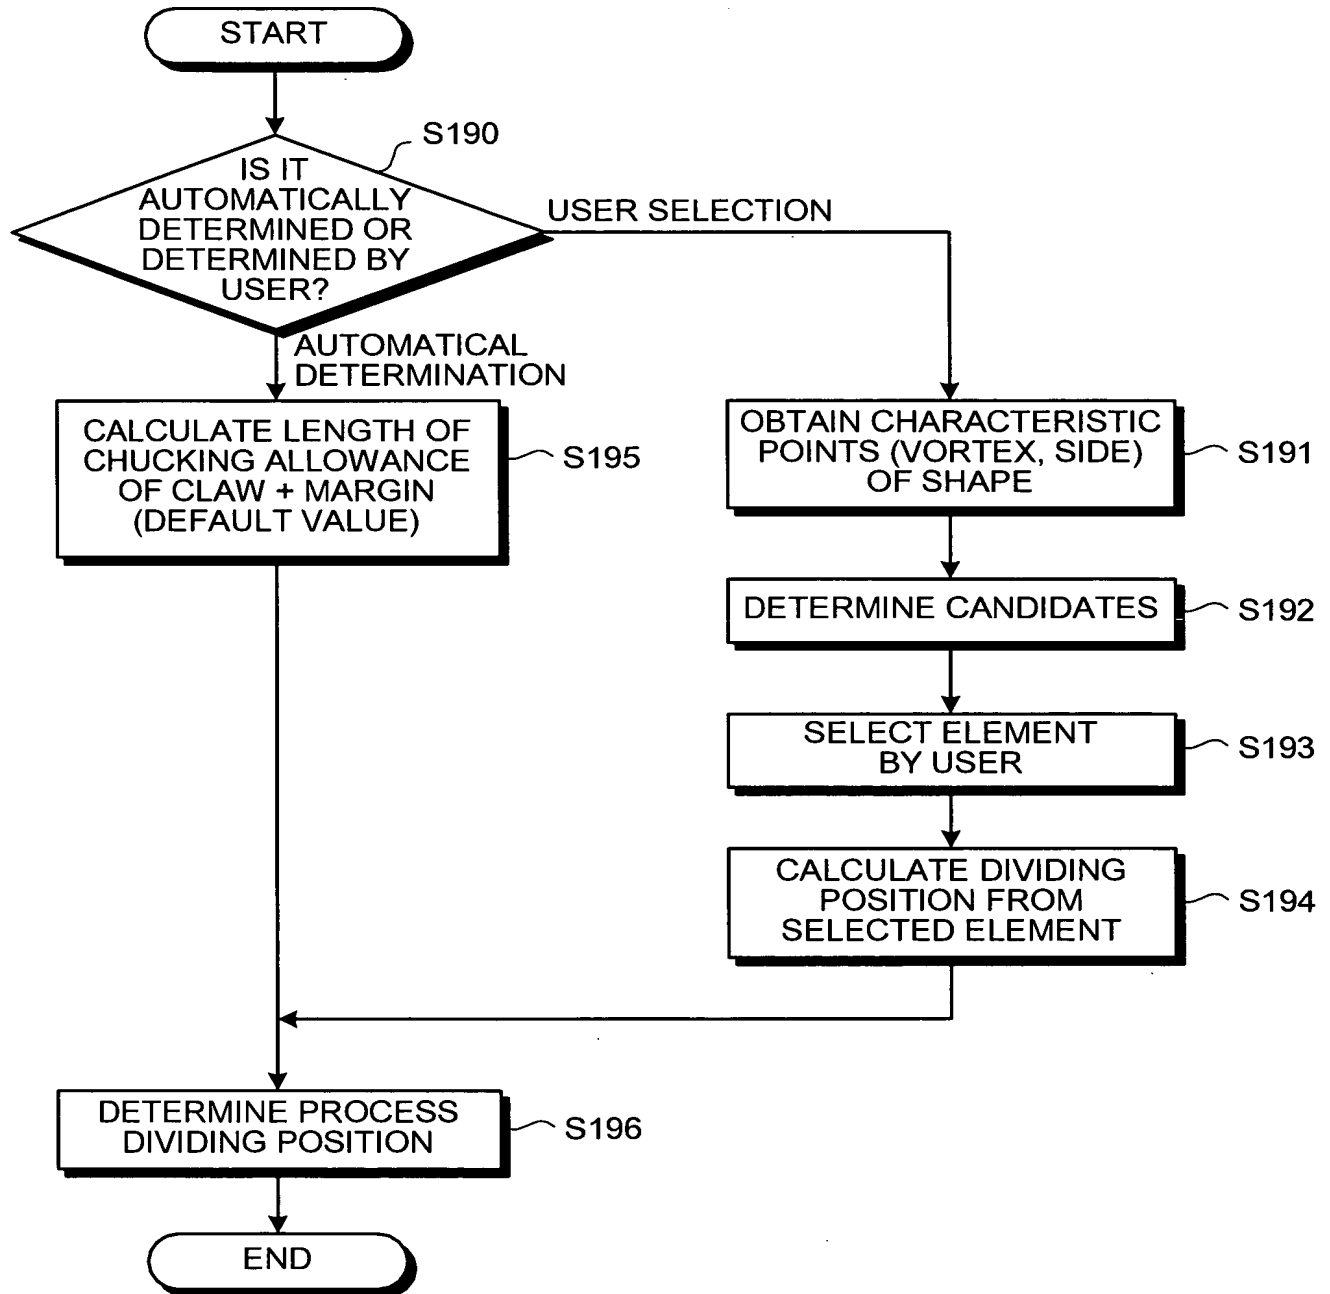 START
S190
IS IT
AUTOMATICALLY
DETERMINED OR
DETERMINED BY
USER?
USER SELECTION
AUTOMATICAL
DETERMINATION
CALCULATE LENGTH OF
CHUCKING ALLOWANCE
OF CLAW + MARGIN
(DEFAULT VALUE)
S195
OBTAIN CHARACTERISTIC
POINTS (VORTEX, SIDE)
OF SHAPE
S191
DETERMINE CANDIDATES
S192
SELECT ELEMENT
BY USER
S193
CALCULATE DIVIDING
POSITION FROM
SELECTED ELEMENT
S194
DETERMINE PROCESS
DIVIDING POSITION
S196
END